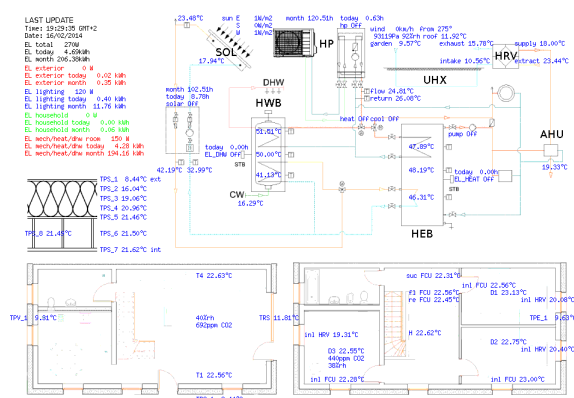 LAST UPDATE
Time: 19:29:35 GMT+2
Date: 16/02/2014
EL total 270W
EL today 4.69kWh
EL month 206.38kWh
EL exterior 0 W
EL exterior today 0.02 kWh
EL exterior month 0.35 kWh
EL lighting 120 W
EL lighting today 0.40 kWh
EL lighting month 11.76 kWh
EL household 0 W
EL household today 0.00 kWh
EL household month 0.06 kWh
EL mech/heat/dhw room 150 W
EL mech/heat/dhw today 4.28 kWh
EL mech/heat/dhw month 194.16 kWh
23.48°C
sun E 1W/m2
S 0W/m2
W 1W/m2
SOL
17.94°C
month 120.51h today 0.63h
hp Off
HP
wind 0km/h from 275°
93119Pa 92%rh roof 11.92°C
garden 9.57°C
exhaust 15.78°C
supply 18.00°C
HRV
intake 10.56°C
extract 23.44°C
UHX
month 102.51h
today 8.78h
solar Off
DHW
HWB
flow 24.81°C
return 26.08°C
heat Off
cool Off
pump Off
51.51°C
50.00°C
41.13°C
today 0.00h
EL_DHW Off
STB
42.19°C
32.99°C
CW
16.29°C
47.89°C
48.19°C
46.31°C
today 0.00h
EL_HEAT Off
STB
HEB
AHU
19.33°C
TPS_1 8.44°C ext
TPS_2 16.04°C
TPS_3 19.06°C
TPS_4 20.96°C
TPS_5 21.46°C
TPS_8 21.49°C
TPS_6 21.50°C
TPS_7 21.62°C int
T4 22.63°C
TPV_1 9.81°C
40%rh
692ppm CO2
TRS 11.81°C
T1 22.56°C
suc FCU 22.31°C
fl FCU 22.56°C
re FCU 22.45°C
inl FCU 22.56°C
D1 23.13°C
inl HRV 20.08°C
TPE_1 9.63°C
inl HRV 19.31°C
H 22.62°C
D3 22.55°C
440ppm CO2
38%rh
D2 22.75°C
inl HRV 20.40°C
inl FCU 22.28°C
inl FCU 23.00°C